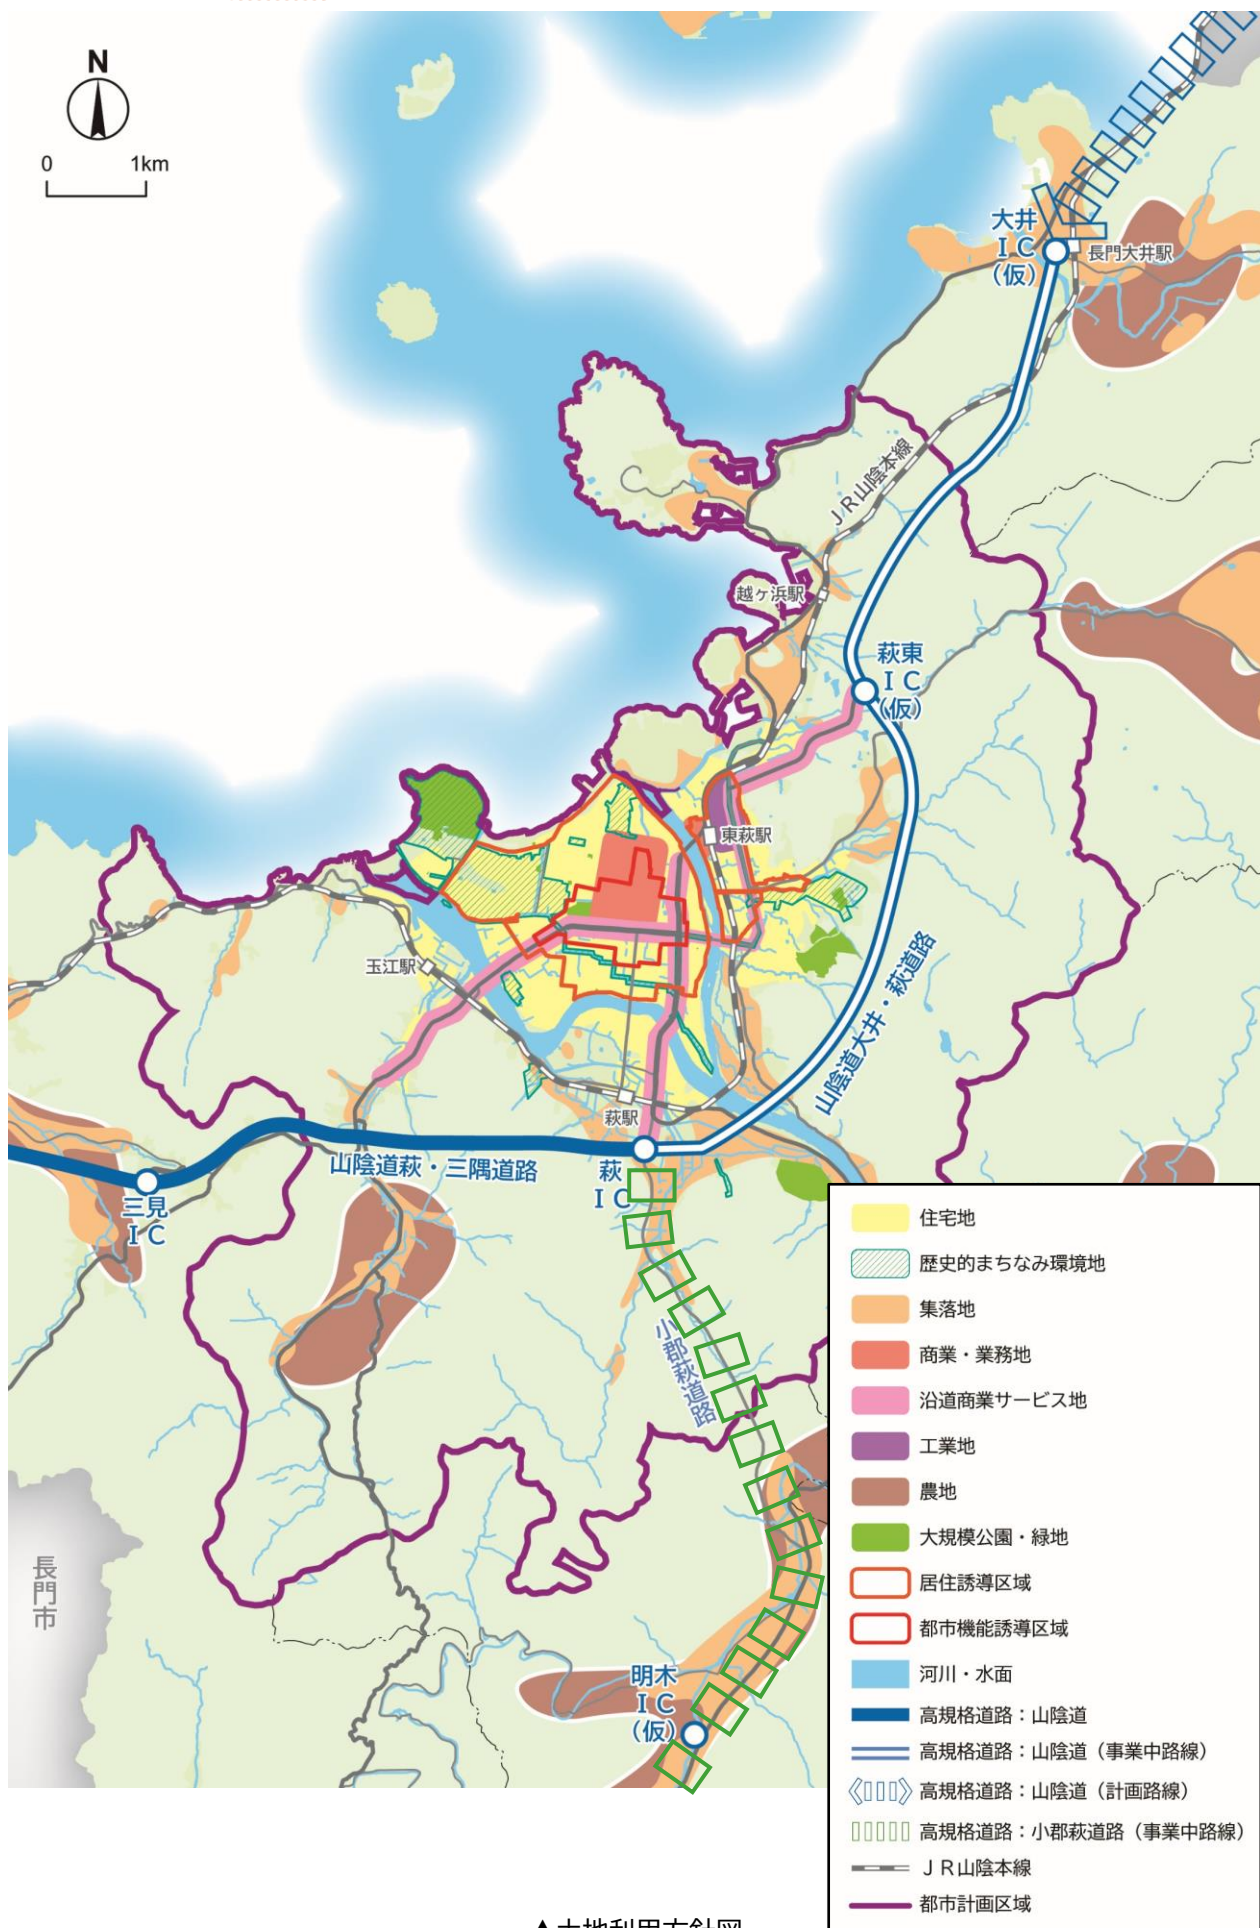 N
0 1km
大井
ＩＣ
(仮)
長門大井駅
ＪＲ山陰本線
越ヶ浜駅
萩東
ＩＣ
(仮)
東萩駅
玉江駅
山陰道大井・萩道路
萩駅
山陰道萩・三隅道路
萩
ＩＣ
三見
ＩＣ
小郡萩道路
長門市
明木
ＩＣ
(仮)
住宅地
歴史的まちなみ環境地
集落地
商業・業務地
沿道商業サービス地
工業地
農地
大規模公園・緑地
居住誘導区域
都市機能誘導区域
河川・水面
高規格道路：山陰道
高規格道路：山陰道（事業中路線）
高規格道路：山陰道（計画路線）
高規格道路：小郡萩道路（事業中路線）
ＪＲ山陰本線
都市計画区域
▲土地利用方針図